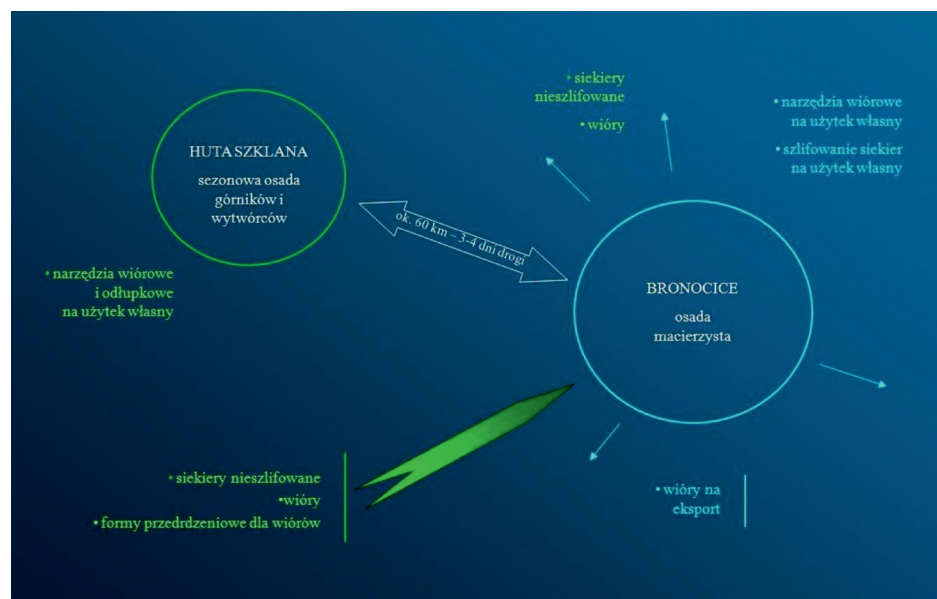 HUTA SZKLANA
sezonowa osada
górników i
wytwórców
• narzędzia wiórowe
i odłupkowe
na użytek własny
ok. 60 km – 3-4 dni drogi
• siekiery
nieszlifowane
• wióry
• narzędzia wiórowe
na użytek własny
• szlifowanie siekier
na użytek własny
BRONOCICE
osada
macierzysta
• siekiery nieszlifowane
•wióry
• formy przedrdzeniowe dla wiórów
• wióry na
eksport